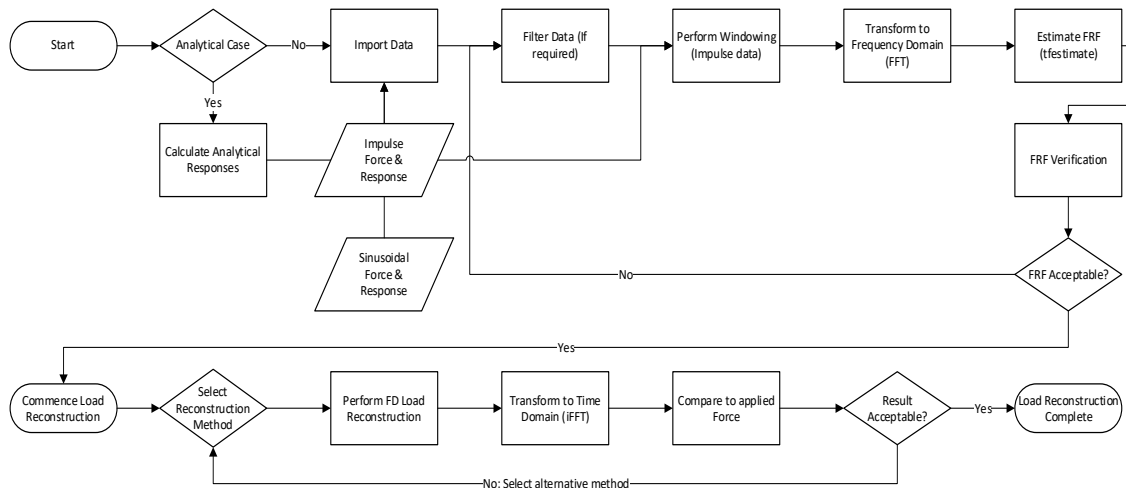 Start
Analytical Case
No
Import Data
Filter Data (If
required)
Perform Windowing
(Impulse data)
Transform to
Frequency Domain
(FFT)
Estimate FRF
(tfestimate)
Yes
Calculate Analytical
Responses
Impulse
Force &
Response
FRF Verification
Sinusoidal
Force &
Response
No
FRF Acceptable?
Yes
Commence Load
Reconstruction
Select
Reconstruction
Method
Perform FD Load
Reconstruction
Transform to Time
Domain (iFFT)
Compare to applied
Force
Result
Acceptable?
Yes
Load Reconstruction
Complete
No: Select alternative method